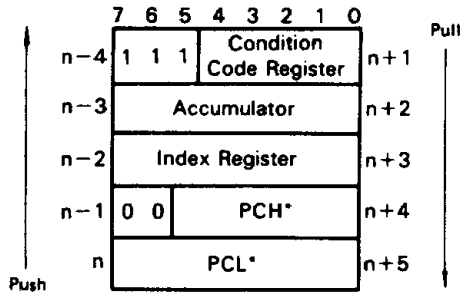 7 6 5 4 3 2 1 0
Pull
n-4 1 1 1 Condition Code Register n+1
n-3 Accumulator n+2
n-2 Index Register n+3
n-1 0 0 PCH* n+4
n PCL* n+5
Push